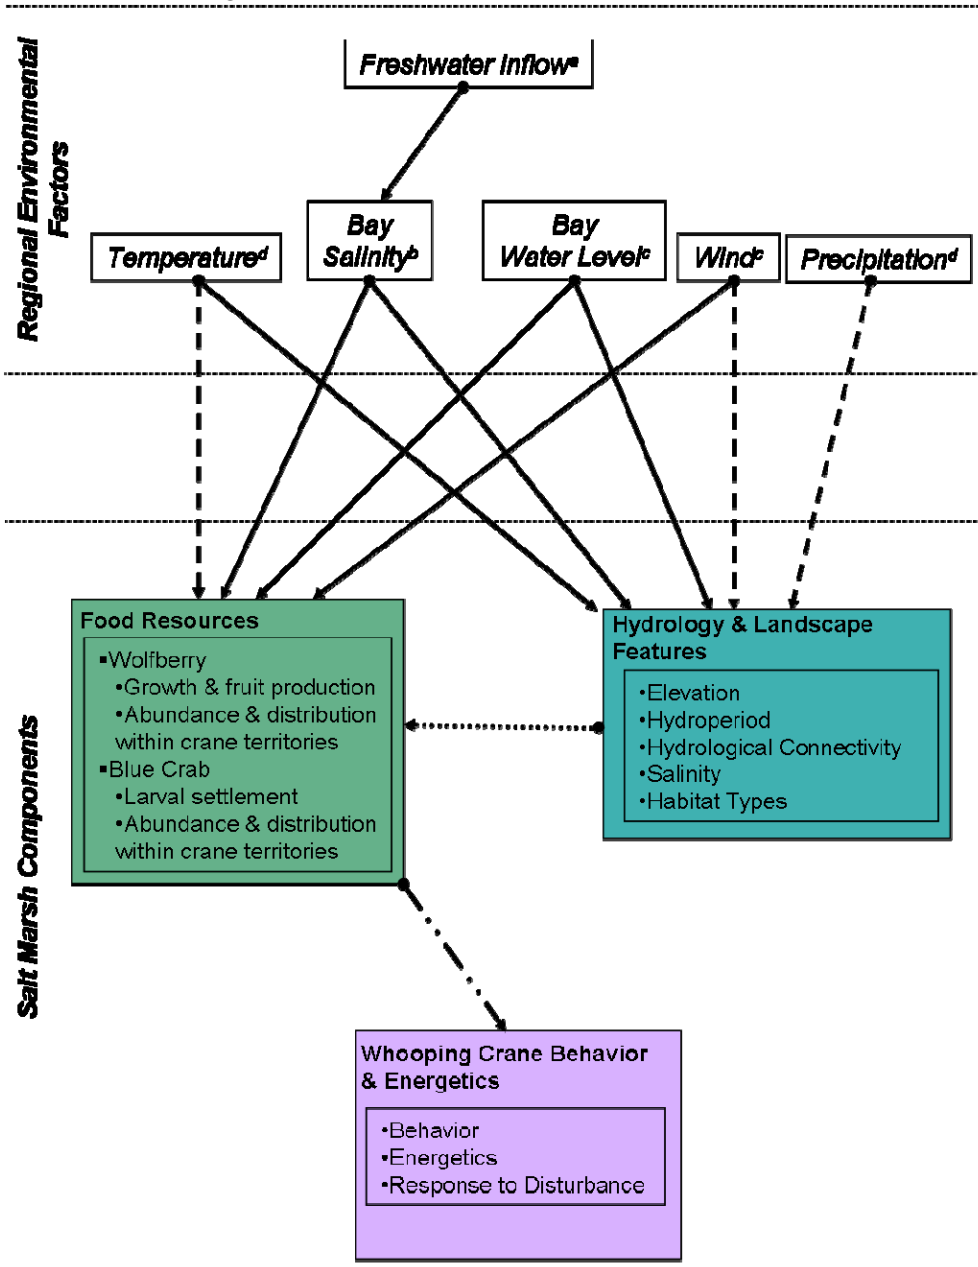 Regional Environmental
Factors
Freshwater Inflowᵃ
Temperatureᵈ
Bay
Salinityᵇ
Bay
Water Levelᶜ
Windᶜ
Precipitationᵈ
Salt Marsh Components
Food Resources
▪Wolfberry
•Growth & fruit production
•Abundance & distribution
within crane territories
▪Blue Crab
•Larval settlement
•Abundance & distribution
within crane territories
Hydrology & Landscape
Features
•Elevation
•Hydroperiod
•Hydrological Connectivity
•Salinity
•Habitat Types
Whooping Crane Behavior
& Energetics
•Behavior
•Energetics
•Response to Disturbance